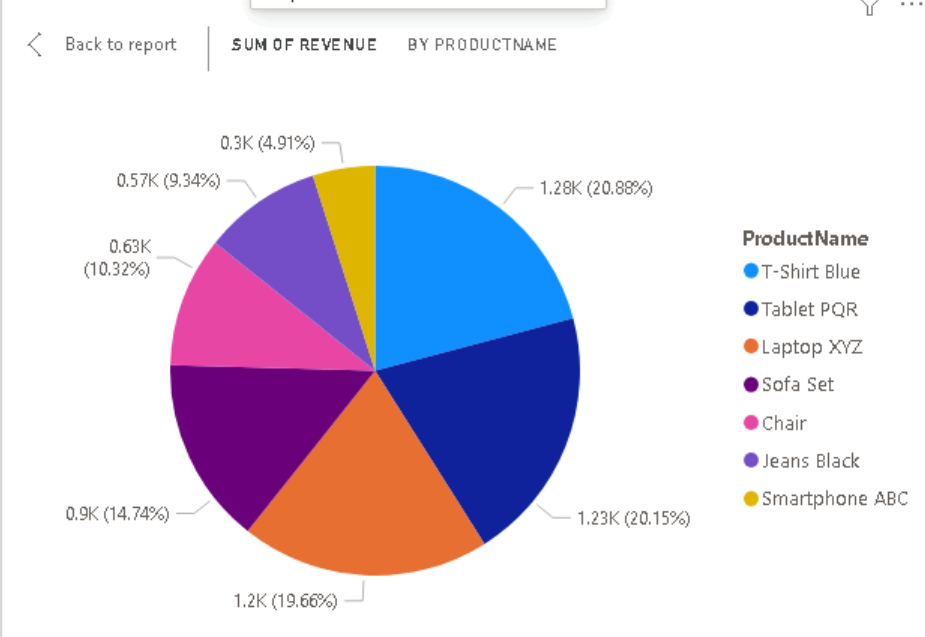 Back to report
SUM OF REVENUE
BY PRODUCTNAME
0.3K (4.91%)
0.57K (9.34%)
1.28K (20.88%)
0.63K
(10.32%)
0.9K (14.74%)
1.23K (20.15%)
1.2K (19.66%)
ProductName
T-Shirt Blue
Tablet PQR
Laptop XYZ
Sofa Set
Chair
Jeans Black
Smartphone ABC